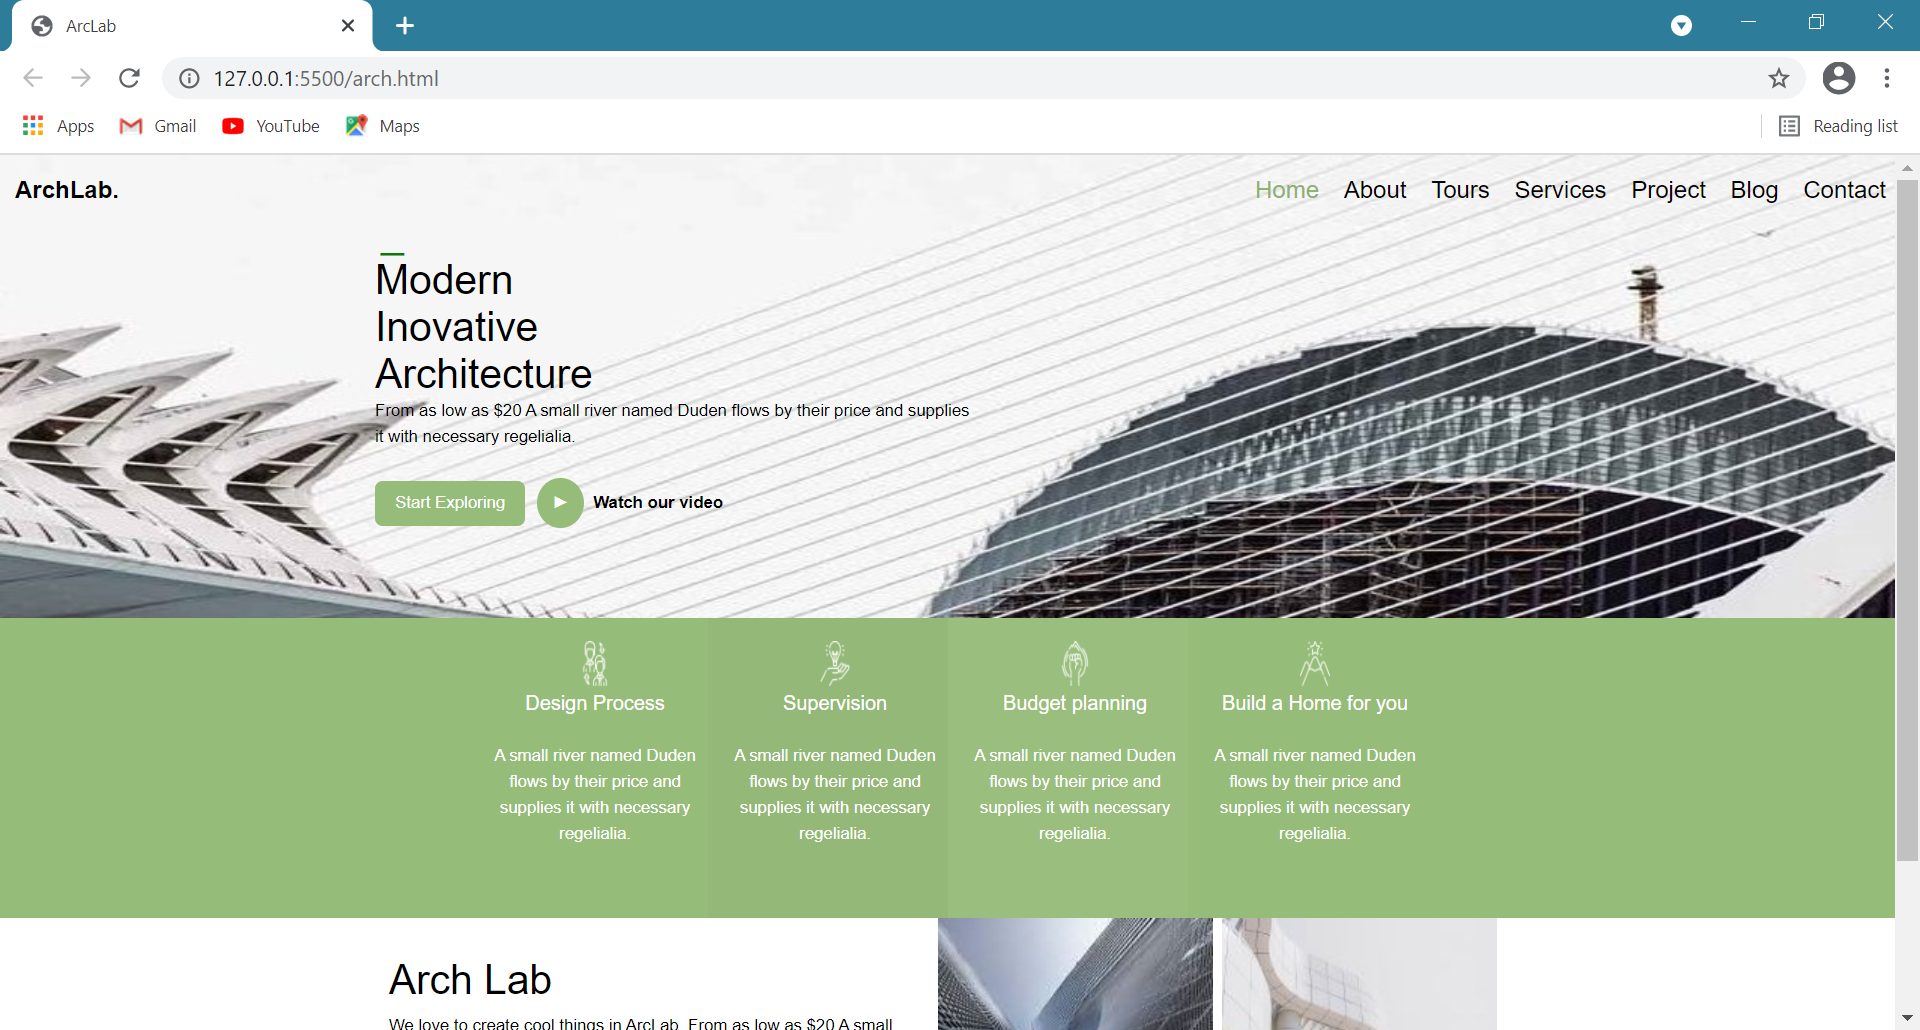 ArcLab
127.0.0.1:5500/arch.html
Apps Gmail YouTube Maps Reading list
ArchLab. Home About Tours Services Project Blog Contact
Modern
Inovative
Architecture
From as low as $20 A small river named Duden flows by their price and supplies
it with necessary regelialia.
Start Exploring Watch our video
Design Process
A small river named Duden
flows by their price and
supplies it with necessary
regelialia.
Supervision
A small river named Duden
flows by their price and
supplies it with necessary
regelialia.
Budget planning
A small river named Duden
flows by their price and
supplies it with necessary
regelialia.
Build a Home for you
A small river named Duden
flows by their price and
supplies it with necessary
regelialia.
Arch Lab
We love to create cool things in ArcLab. From as low as $20 A small